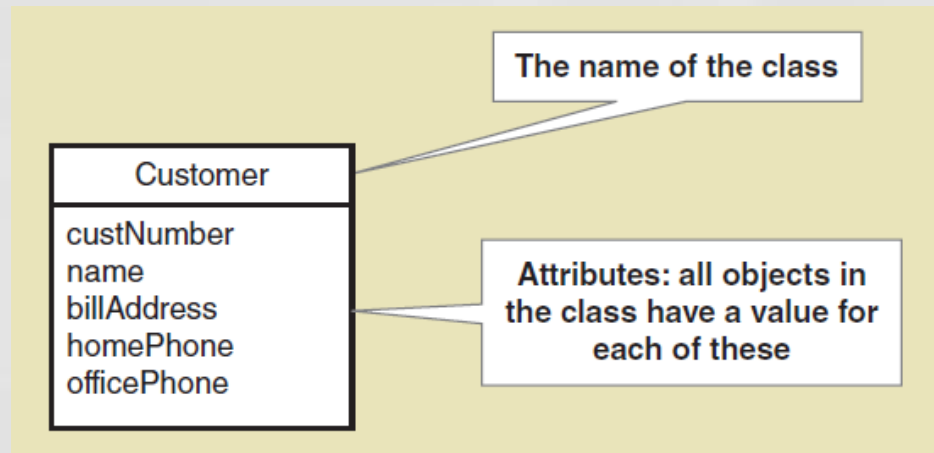 The name of the class
Customer
custNumber
name
billAddress
homePhone
officePhone
Attributes: all objects in
the class have a value for
each of these